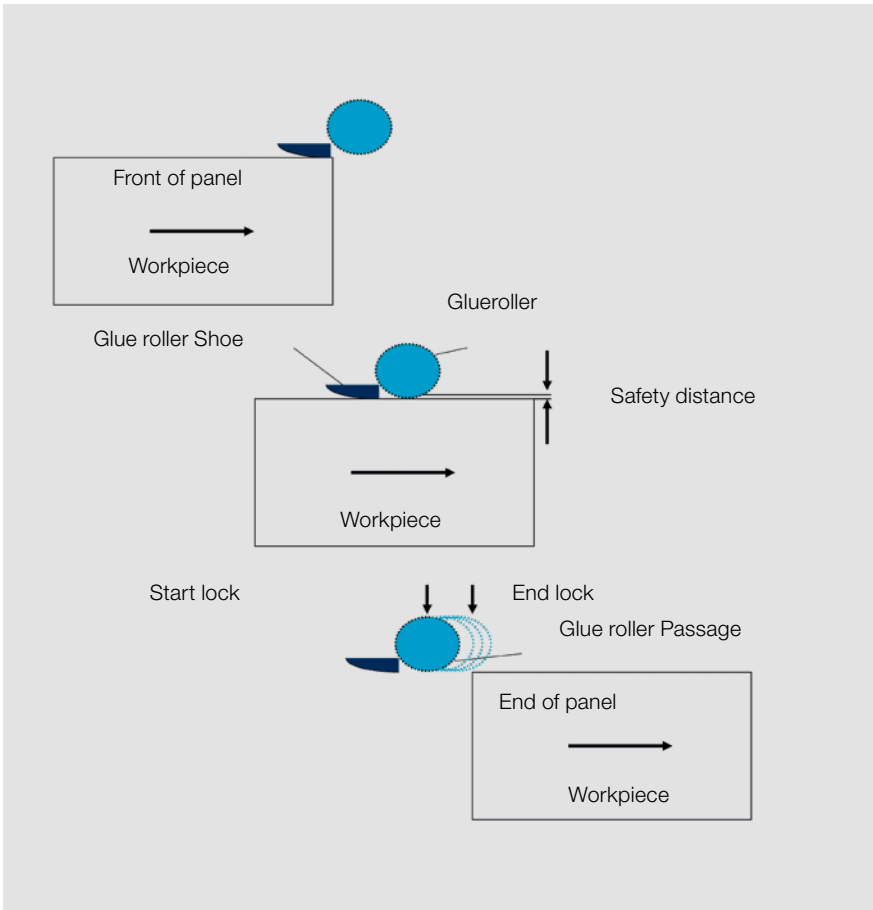 Front of panel
Workpiece
Glueroller
Glue roller Shoe
Safety distance
Workpiece
Start lock
End lock
Glue roller Passage
End of panel
Workpiece